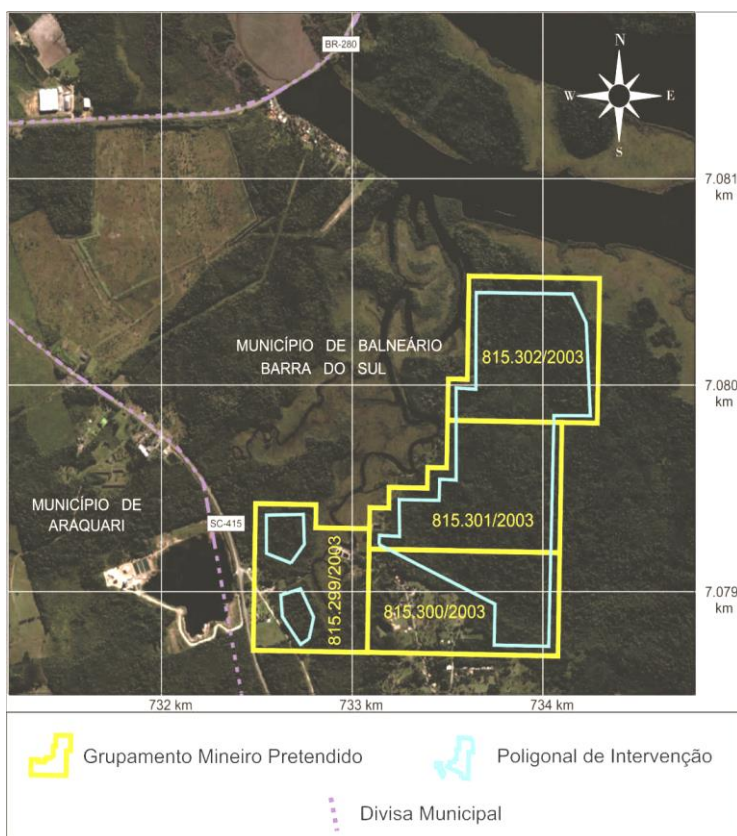 BR-280
N
W
E
S
7.081
km
MUNICÍPIO DE BALNEÁRIO
BARRA DO SUL
815.302/2003
7.080
km
MUNICÍPIO DE
ARAQUARI
SC-415
815.299/2003
815.301/2003
815.300/2003
7.079
km
732 km
733 km
734 km
Grupamento Mineiro Pretendido
Poligonal de Intervenção
Divisa Municipal